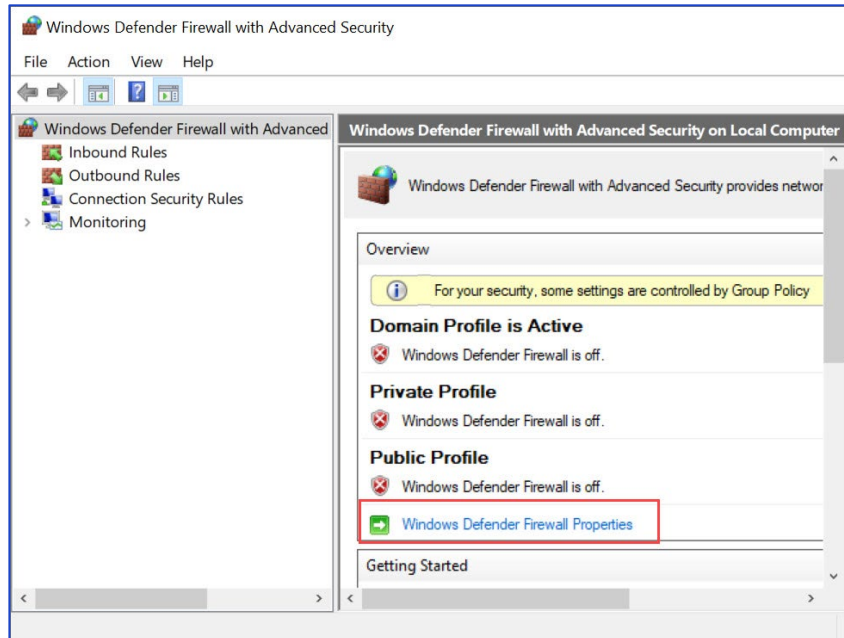 Windows Defender Firewall with Advanced Security
File Action View Help
Windows Defender Firewall with Advanced
Inbound Rules
Outbound Rules
Connection Security Rules
Monitoring
Windows Defender Firewall with Advanced Security on Local Computer
Windows Defender Firewall with Advanced Security provides networ
Overview
For your security, some settings are controlled by Group Policy
Domain Profile is Active
Windows Defender Firewall is off.
Private Profile
Windows Defender Firewall is off.
Public Profile
Windows Defender Firewall is off.
Windows Defender Firewall Properties
Getting Started